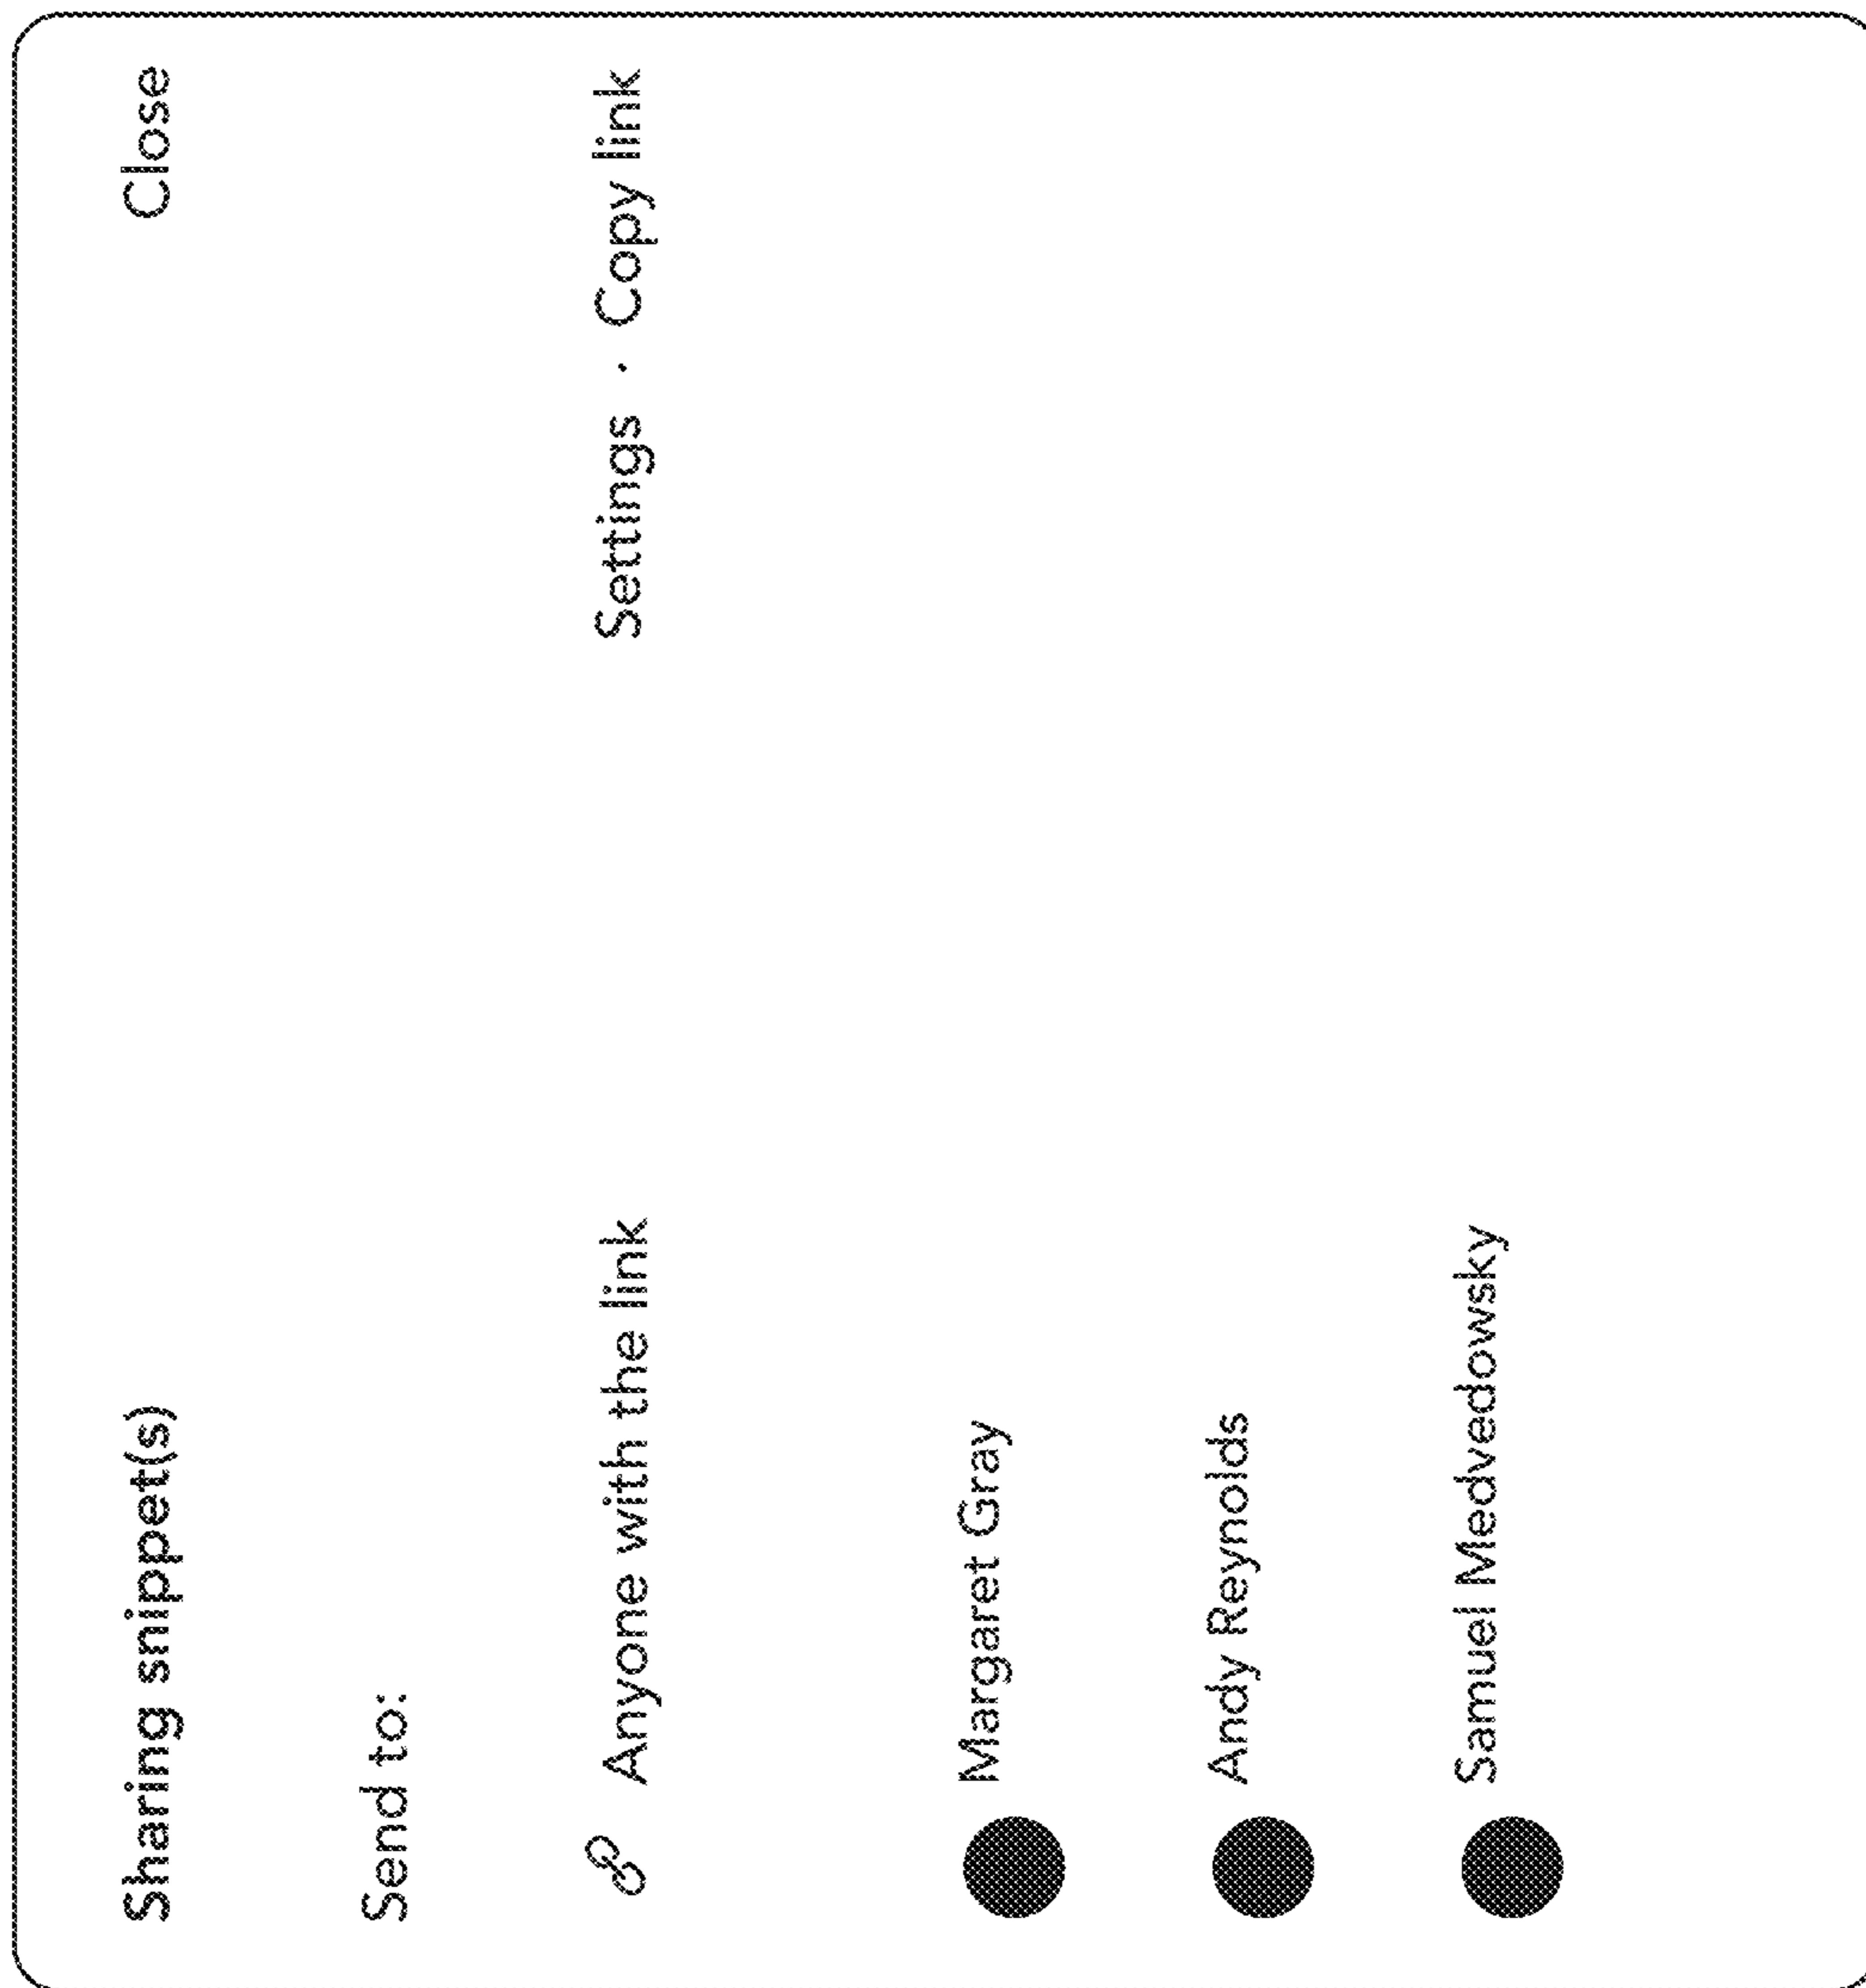 Sharing snippet(s) Close
Send to:
Anyone with the link Settings · Copy link
Margaret Gray
Andy Reynolds
Samuel Medvedowsky